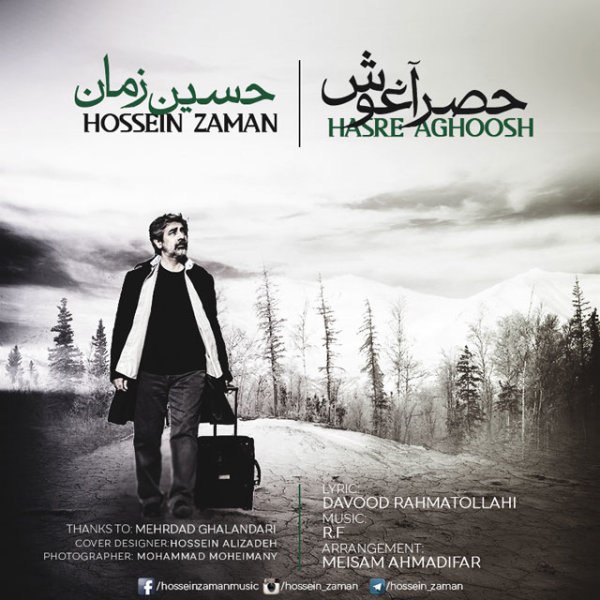 حسین زمان
HOSSEIN ZAMAN
حصر آغوش
HASRE AGHOOSH
THANKS TO: MEHRDAD GHALANDARI
COVER DESIGNER:HOSSEIN ALIZADEH
PHOTOGRAPHER: MOHAMMAD MOHEIMANY
LYRIC:
DAVOOD RAHMATOLLAHI
MUSIC:
R.F
ARRANGEMENT:
MEISAM AHMADIFAR
/hosseinzamanmusic /hossein_zaman /hossein_zaman